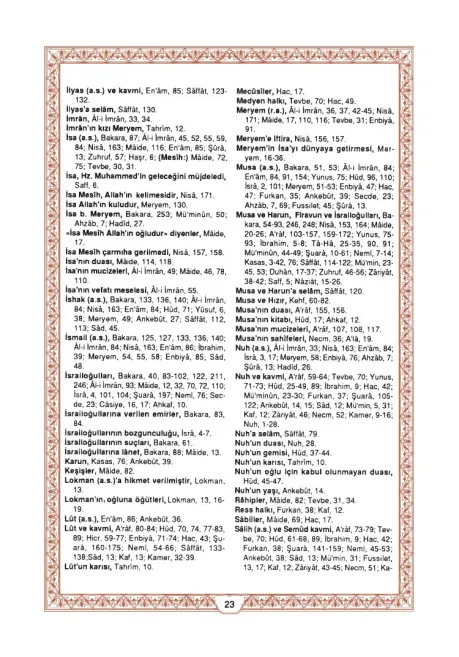 İlyas (a.s.) ve kavmi, En'âm, 85; Sâffât, 123-
132.
İlyas'a selâm, Sâffât, 130.
İmrân, Âl-i İmrân, 33, 34.
İmrân'ın kızı Meryem, Tahrîm, 12.
İsa (a.s.), Bakara, 87, Âl-i İmrân, 45, 52, 55, 59,
84; Nisâ, 163; Mâide, 116; En'âm, 85; Şûrâ,
13; Zuhruf, 57; Haşr, 6; (Mesih:) Mâide, 72,
75; Tevbe, 30, 31.
İsa, Hz. Muhammed'in geleceğini müjdeledi,
Saff, 6.
İsa Mesih, Allah'ın kelimesidir, Nisâ, 171.
İsa Allah'ın kuludur, Meryem, 30.
İsa b. Meryem, Bakara, 253; Mü'minûn, 50;
Ahzâb, 7; Hadîd, 27.
«İsa Mesih Allah'ın oğludur» diyenler, Mâide,
17.
İsa Mesih çarmıha gerilmedi, Nisâ, 157, 158.
İsa'nın duası, Mâide, 114, 118.
İsa'nın mucizeleri, Âl-i İmrân, 49; Mâide, 46, 78,
110.
İsa'nın vefatı meselesi, Âl-i İmrân, 55.
İshak (a.s.), Bakara, 133, 136, 140; Âl-i İmrân,
84; Nisâ, 163; En'âm, 84; Hûd, 71; Yûsuf, 6,
38; Meryem, 49; Ankebût, 27; Sâffât, 112,
113; Sâd, 45.
İsmail (a.s.), Bakara, 125, 127, 133, 136, 140;
Âl-i İmrân, 84; Nisâ, 163; En'âm, 86; İbrahim,
39; Meryem, 54, 55, 58; Enbiyâ, 85; Sâd,
48.
İsrailoğulları, Bakara, 40, 83-102, 122, 211,
246; Âl-i İmrân, 93; Mâide, 12, 32, 70, 72, 110;
İsrâ, 4, 101, 104; Şuarâ, 197; Neml, 76; Sec-
de, 23; Câsiye, 16, 17; Ahkaf, 10.
İsrailoğullarına verilen emirler, Bakara, 83,
84.
İsrailoğullarının bozgunculuğu, İsrâ, 4-7.
İsrailoğullarının suçları, Bakara, 61.
İsrailoğullarına lânet, Bakara, 88; Mâide, 13.
Karun, Kasas, 76; Ankebût, 39.
Keşişler, Mâide, 82.
Lokman (a.s.)'a hikmet verilmiştir, Lokman,
13.
Lokman'ın, oğluna öğütleri, Lokman, 13, 16-
19.
Lût (a.s.), En'âm, 86; Ankebût, 36.
Lût ve kavmi, A'râf, 80-84; Hûd, 70, 74, 77-83,
89; Hicr, 59-77; Enbiyâ, 71-74; Hac, 43; Şu-
arâ, 160-175; Neml, 54-66; Sâffât, 133-
138;Sâd, 13; Kaf, 13; Kamer, 32-39.
Lût'un karısı, Tahrîm, 10.
Mecûsîler, Hac, 17.
Medyen halkı, Tevbe, 70; Hac, 49.
Meryem (r.a.), Âl-i İmrân, 36, 37, 42-45; Nisâ,
171; Mâide, 17, 110, 116; Tevbe, 31; Enbiyâ,
91.
Meryem'e iftira, Nisâ, 156, 157.
Meryem'in İsa'yı dünyaya getirmesi, Mer-
yem, 16-36.
Musa (a.s.), Bakara, 51, 53; Âl-i İmrân, 84;
En'âm, 84, 91, 154; Yunus, 75; Hûd, 96, 110;
İsrâ, 2, 101; Meryem, 51-53; Enbiyâ, 47; Hac,
47; Furkan, 35; Ankebût, 39; Secde, 23;
Ahzâb, 7, 69; Fussılet, 45; Şûrâ, 13.
Musa ve Harun, Firavun ve İsrailoğulları, Ba-
kara, 54-93, 246, 248; Nisâ, 153, 164; Mâide,
20-26; A'râf, 103-157, 159-172; Yunus, 75-
93; İbrahim, 5-8; Tâ-Hâ, 25-35, 90, 91;
Mü'minûn, 44-49; Şuarâ, 10-61; Neml, 7-14;
Kasas, 3-42, 76; Sâffât, 114-122; Mü'min, 23-
45, 53; Duhân, 17-37; Zuhruf, 46-56; Zâriyât,
38-42; Saff, 5; Nâziât, 15-26.
Musa ve Harun'a selâm, Sâffât, 120.
Musa ve Hızır, Kehf, 60-82.
Musa'nın duası, A'râf, 155, 156.
Musa'nın kitabı, Hûd, 17; Ahkaf, 12.
Musa'nın mucizeleri, A'râf, 107, 108, 117.
Musa'nın sahîfeleri, Necm, 36; A'lâ, 19.
Nuh (a.s.), Âl-i İmrân, 33; Nisâ, 163; En'âm, 84;
İsrâ, 3, 17; Meryem, 58; Enbiyâ, 76; Ahzâb, 7;
Şûrâ, 13; Hadîd, 26.
Nuh ve kavmi, A'râf, 59-64; Tevbe, 70; Yunus,
71-73; Hûd, 25-49, 89; İbrahim, 9; Hac, 42;
Mü'minûn, 23-30; Furkan, 37; Şuarâ, 105-
122; Ankebût, 14, 15; Sâd, 12; Mü'min, 5, 31;
Kaf, 12; Zâriyât, 46; Necm, 52; Kamer, 9-16;
Nuh, 1-28.
Nuh'a selâm, Sâffât, 79.
Nuh'un duası, Nuh, 28.
Nuh'un gemisi, Hûd, 37-44.
Nuh'un karısı, Tahrîm, 10.
Nuh'un oğlu için kabul olunmayan duası,
Hûd, 45-47.
Nuh'un yaşı, Ankebût, 14.
Râhipler, Mâide, 82; Tevbe, 31, 34.
Ress halkı, Furkan, 38; Kaf, 12.
Sâbiîler, Mâide, 69; Hac, 17.
Sâlih (a.s) ve Semûd kavmi, A'râf, 73-79; Tev-
be, 70; Hûd, 61-68, 89; İbrahim, 9; Hac, 42;
Furkan, 38; Şuarâ, 141-159; Neml, 45-53;
Ankebût, 38; Sâd, 13; Mü'min, 31; Fussılet,
13, 17; Kaf, 12; Zâriyât, 43-45; Necm, 51; Ka-
23